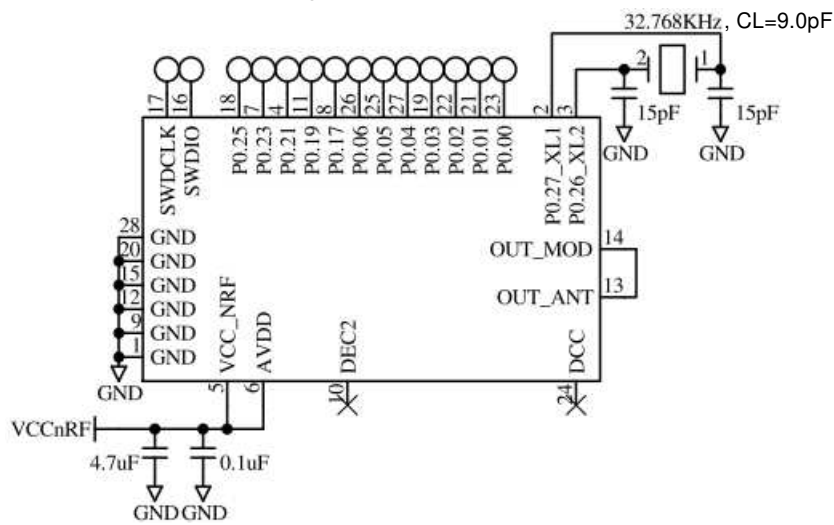 32.768KHz, CL=9.0pF
2 1
15pF 15pF
GND GND
17 16 18 7 4 11 8 26 25 27 19 22 21 23 2 3
SWDCLK
SWDIO
P0.25
P0.23
P0.21
P0.19
P0.17
P0.06
P0.05
P0.04
P0.03
P0.02
P0.01
P0.00
P0.27_XL1
P0.26_XL2
28 GND
20 GND
15 GND
12 GND
9 GND
1 GND
GND
OUT_MOD 14
OUT_ANT 13
VCC_NRF
AVDD
DEC2
DCC
5 6 10 24
VCCnRF
4.7uF 0.1uF
GND GND